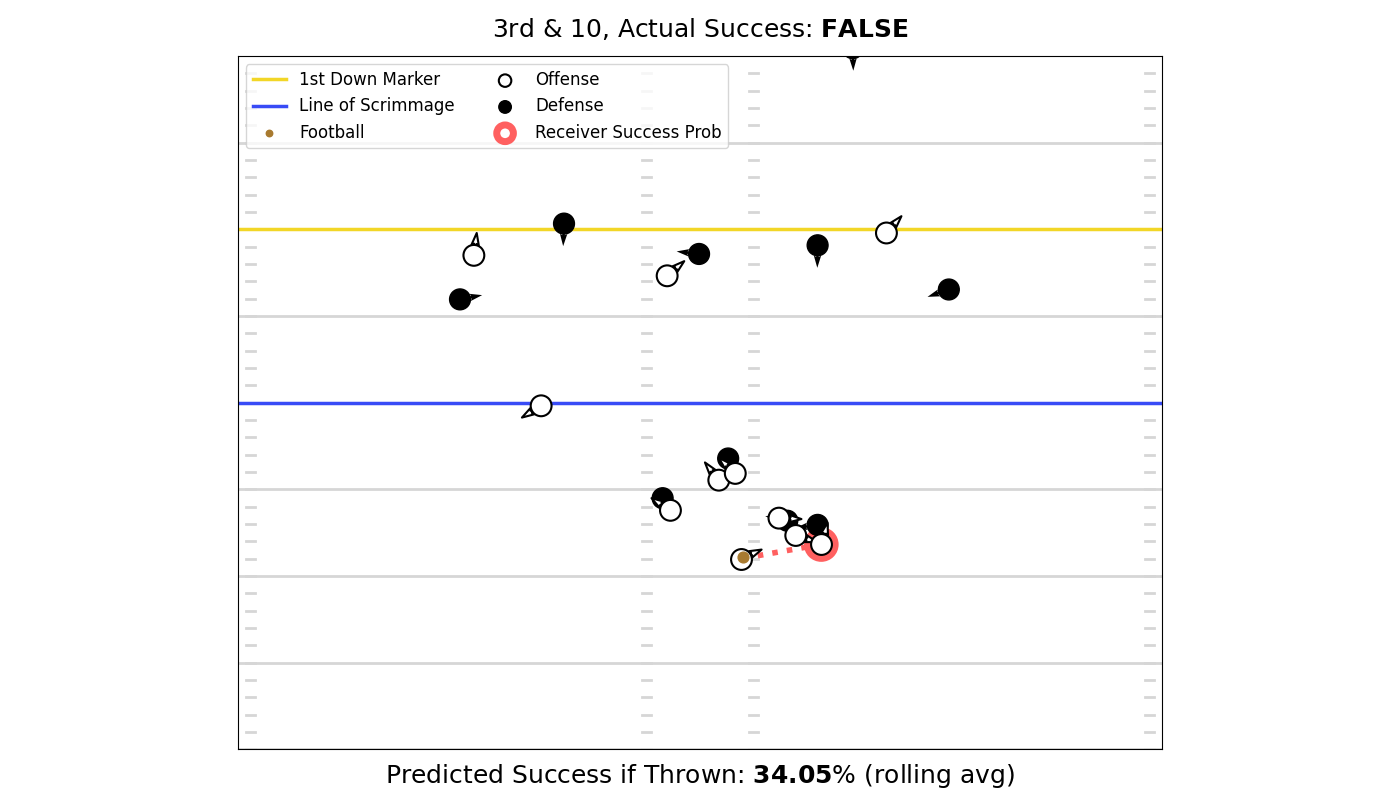 3rd & 10, Actual Success: FALSE
1st Down Marker
Line of Scrimmage
Football
Offense
Defense
Receiver Success Prob
Predicted Success if Thrown: 34.05% (rolling avg)